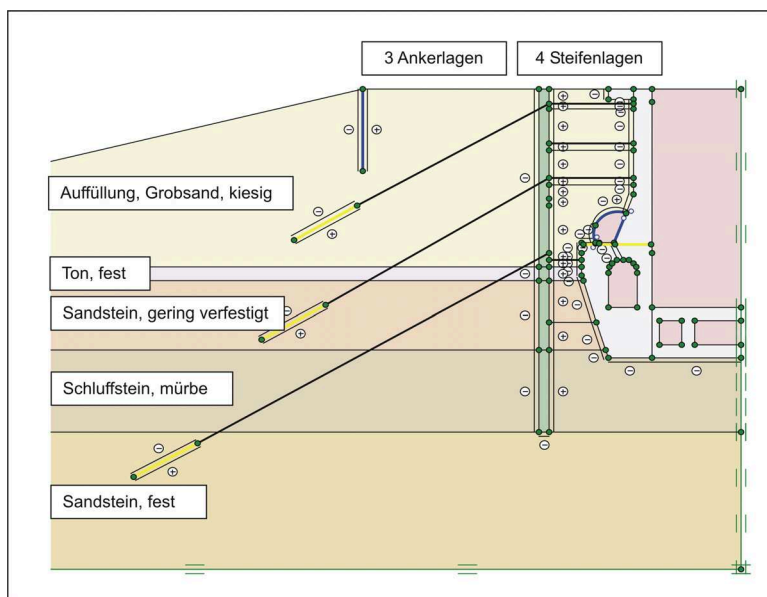 3 Ankerlagen
4 Steifenlagen
Auffüllung, Grobsand, kiesig
Ton, fest
Sandstein, gering verfestigt
Schluffstein, mürbe
Sandstein, fest